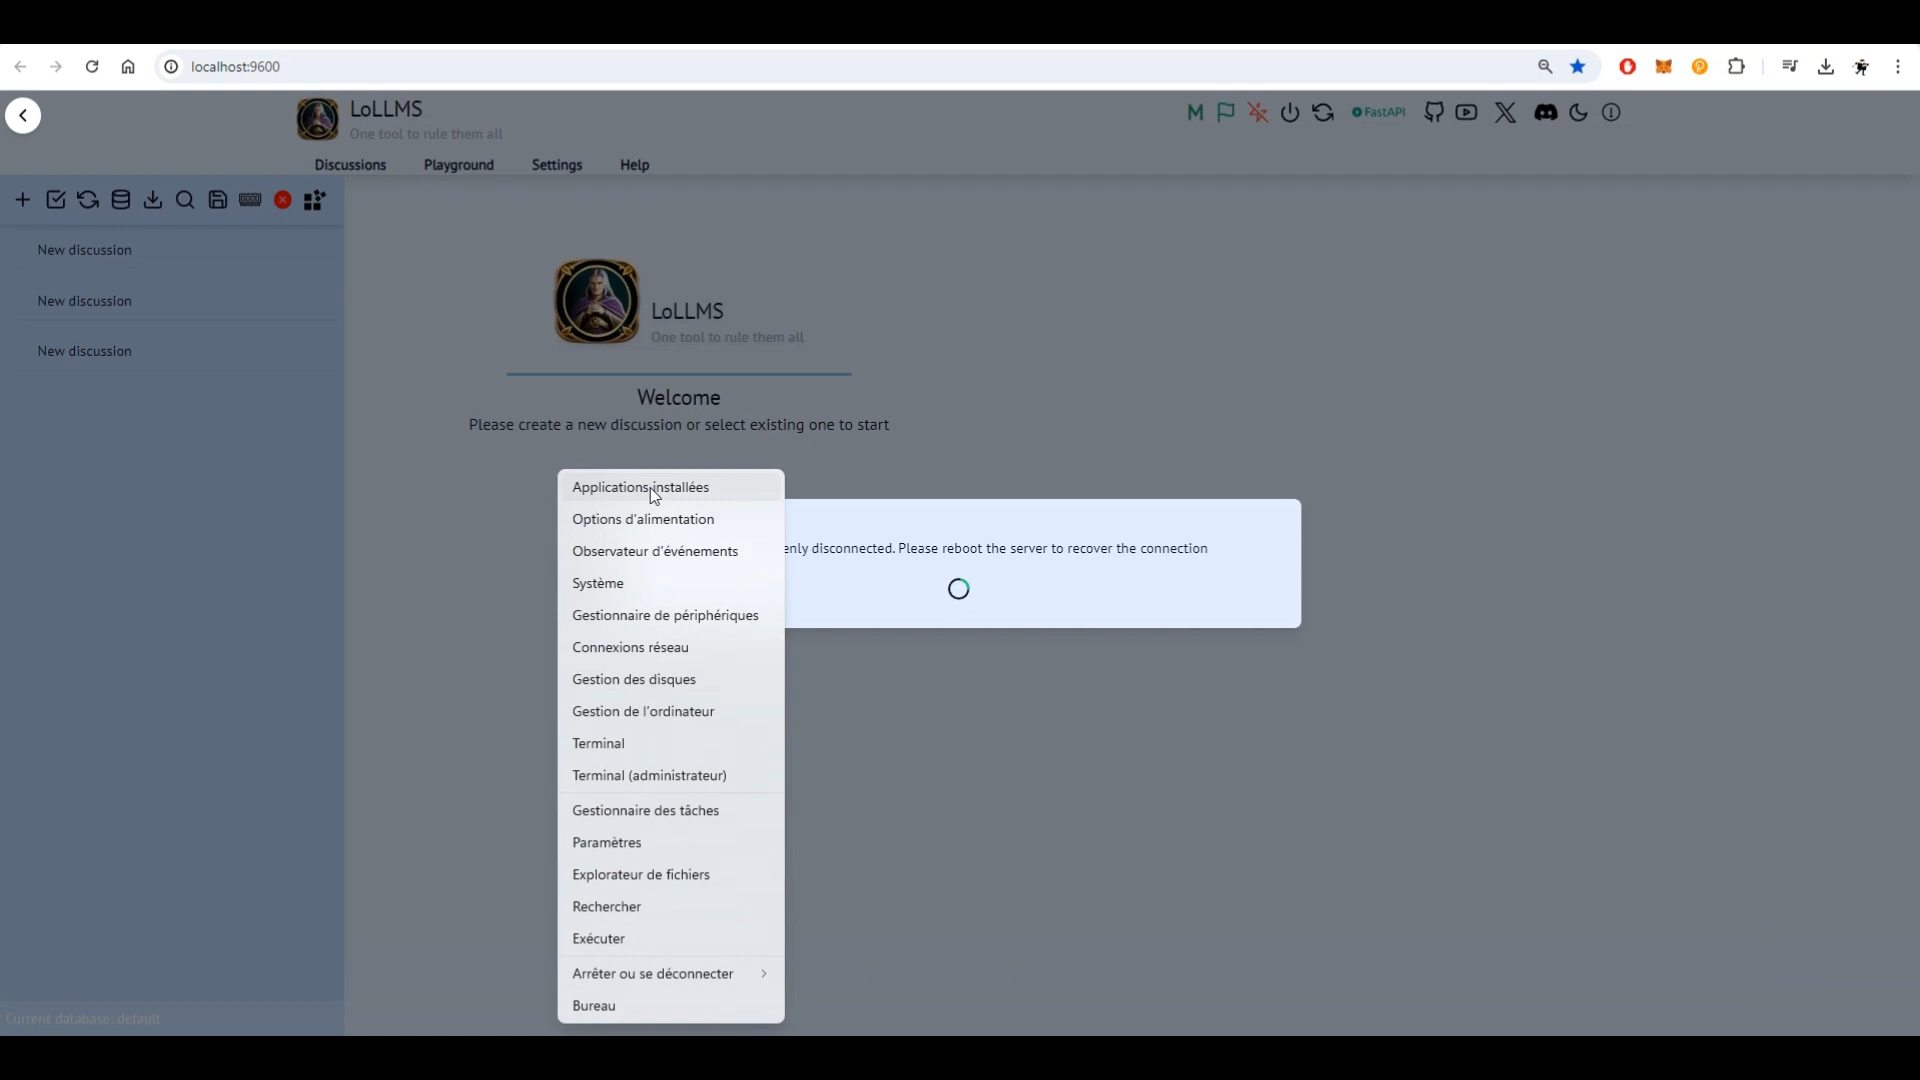 localhost:9600
LoLLMS
One tool to rule them all
M
FastAPI
Discussions Playground Settings Help
New discussion
New discussion
New discussion
LoLLMS
One tool to rule them all
Welcome
Please create a new discussion or select existing one to start
disconnected. Please reboot the server to recover the connection
Applications installées
Options d'alimentation
Observateur d'événements
Système
Gestionnaire de périphériques
Connexions réseau
Gestion des disques
Gestion de l'ordinateur
Terminal
Terminal (administrateur)
Gestionnaire des tâches
Paramètres
Explorateur de fichiers
Rechercher
Exécuter
Arrêter ou se déconnecter
Bureau
Current database: default